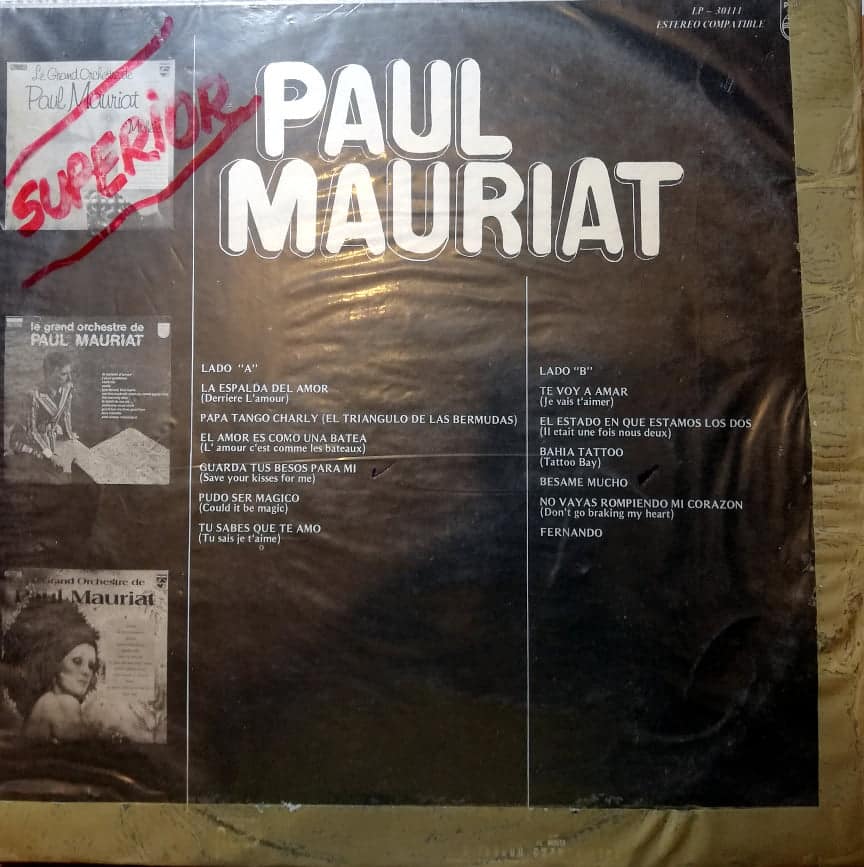 LP - 30111
ESTEREO COMPATIBLE
Le Grand Orchestre de
Paul Mauriat
SUPERIOR
PAUL
MAURIAT
le grand orchestre de
PAUL MAURIAT
Grand Orchestre de
Paul Mauriat
LADO "A"
LA ESPALDA DEL AMOR
(Derriere L'amour)
PAPA TANGO CHARLY (EL TRIANGULO DE LAS BERMUDAS)
EL AMOR ES COMO UNA BATEA
(L' amour c'est comme les bateaux)
GUARDA TUS BESOS PARA MI
(Save your kisses for me)
PUDO SER MAGICO
(Could it be magic)
TU SABES QUE TE AMO
(Tu sais je t'aime)
LADO "B"
TE VOY A AMAR
(Je vais t'aimer)
EL ESTADO EN QUE ESTAMOS LOS DOS
(Il etait une fois nous deux)
BAHIA TATTOO
(Tattoo Bay)
BESAME MUCHO
NO VAYAS ROMPIENDO MI CORAZON
(Don't go braking my heart)
FERNANDO